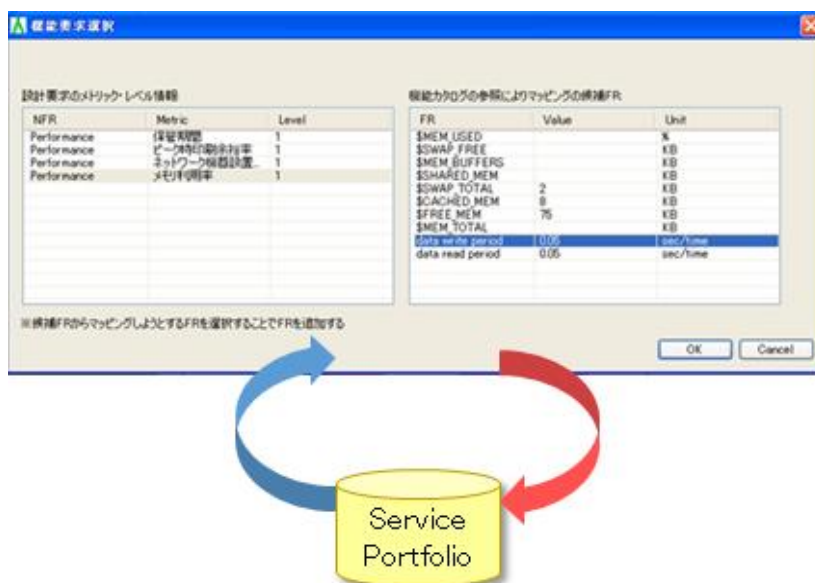 機能要求選択
設計要求のメトリック・レベル情報
NFR Metric Level
Performance 保管期間 1
Performance ピーク時印刷余裕率 1
Performance ネットワーク機器設置... 1
Performance メモリ利用率 1
機能カタログの参照によりマッピングの候補FR
FR Value Unit
$MEM_USED %
$SWAP_FREE KB
$MEM_BUFFERS KB
$SHARED_MEM KB
$SWAP_TOTAL 2 KB
$CACHED_MEM 8 KB
$FREE_MEM 75 KB
$MEM_TOTAL KB
data write period 0.05 sec/time
data read period 0.05 sec/time
※候補FRからマッピングしようとするFRを選択することでFRを追加する
OK Cancel
Service
Portfolio